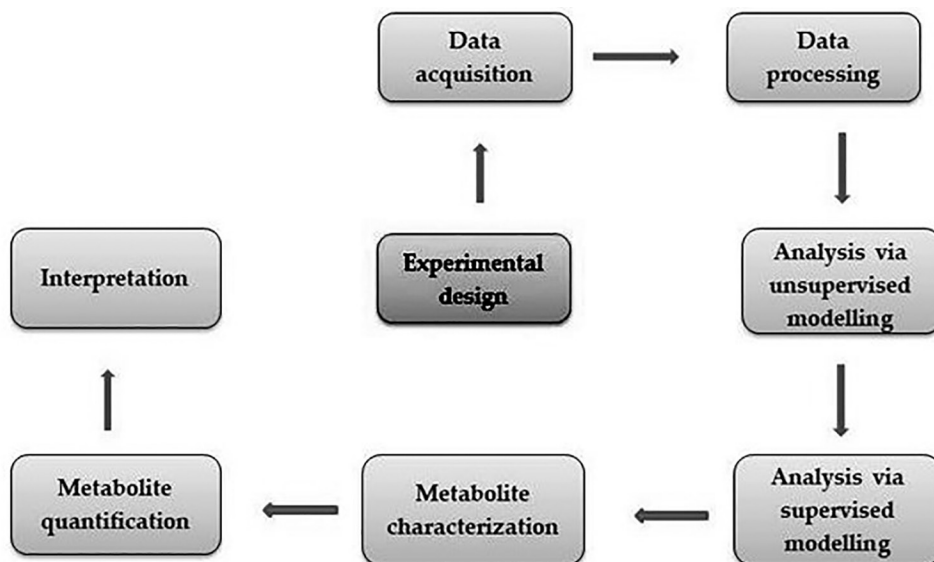 Data
acquisition
Data
processing
Interpretation
Experimental
design
Analysis via
unsupervised
modelling
Metabolite
quantification
Metabolite
characterization
Analysis via
supervised
modelling